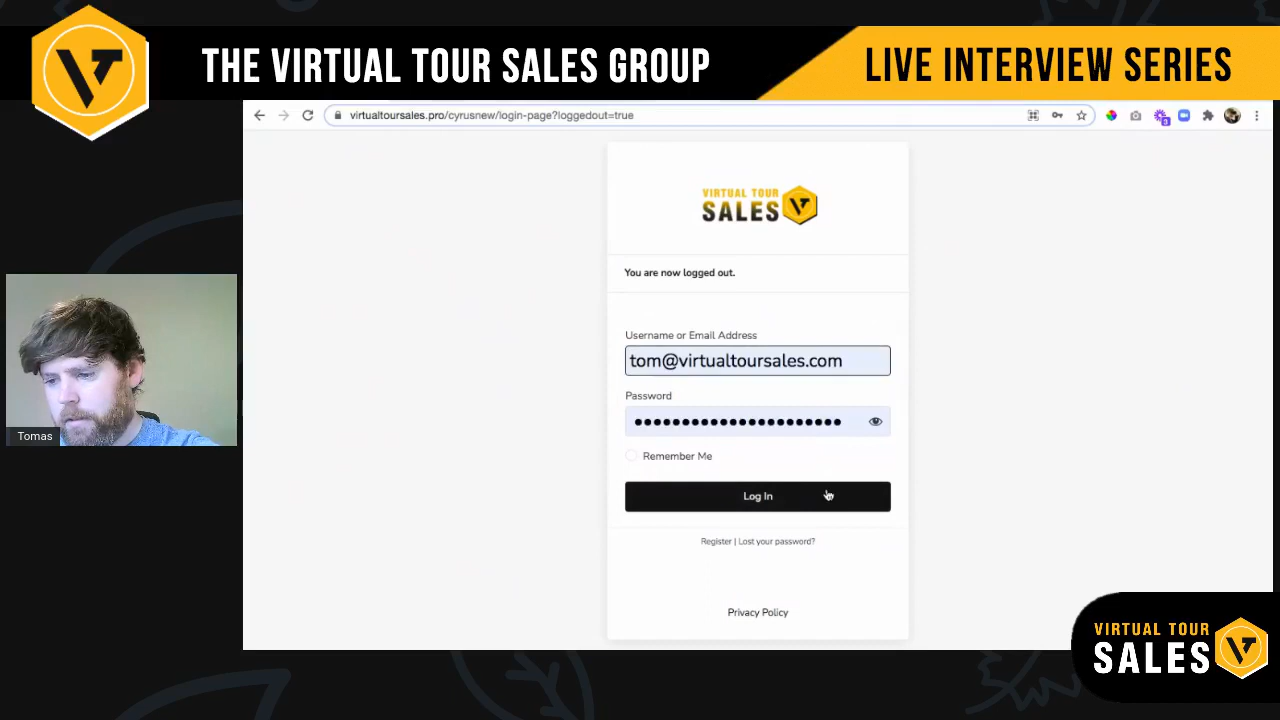 THE VIRTUAL TOUR SALES GROUP
LIVE INTERVIEW SERIES
virtualtoursales.pro/cyrusnew/login-page?loggedout=true
VIRTUAL TOUR
SALES
You are now logged out.
Username or Email Address
tom@virtualtoursales.com
Password
Remember Me
Log In
Register | Lost your password?
Privacy Policy
Tomas
VIRTUAL TOUR
SALES